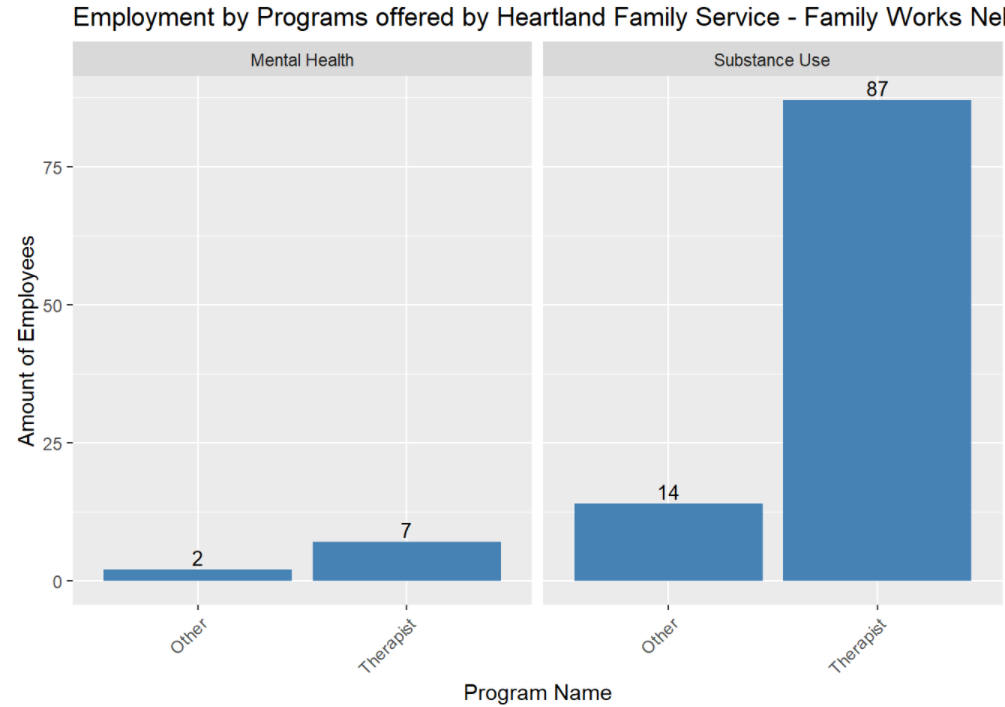 Employment by Programs offered by Heartland Family Service - Family Works Nel
Mental Health
Substance Use
87
75
50
25
0
14
7
2
Amount of Employees
Other
Therapist
Other
Therapist
Program Name